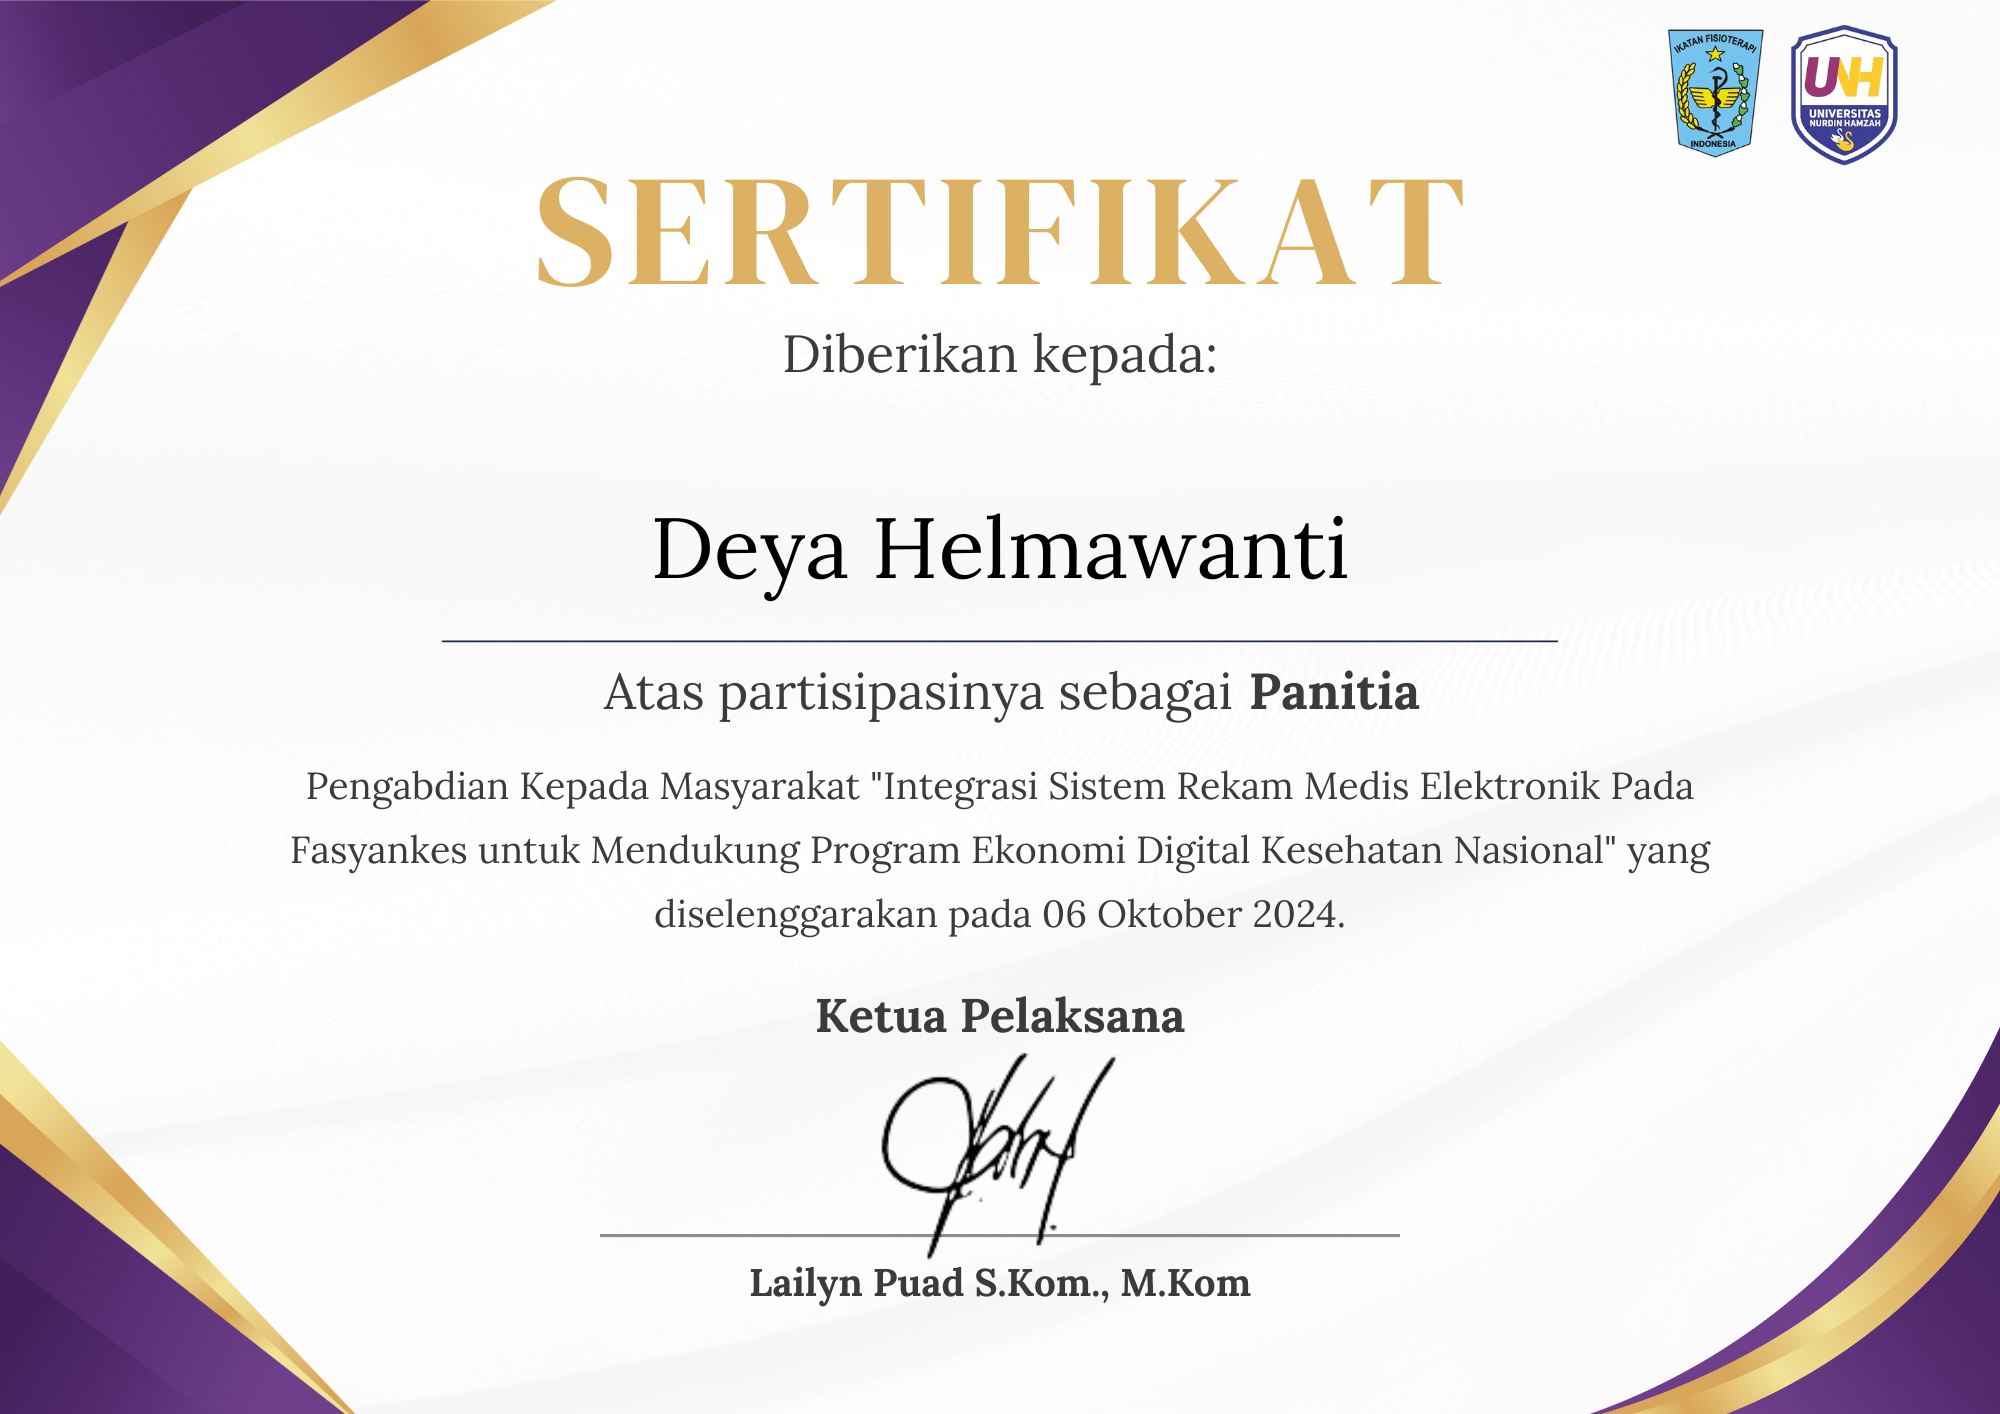 IKATAN FISIOTERAPI
INDONESIA
UNH
UNIVERSITAS
NURDIN HAMZAH
SERTIFIKAT
Diberikan kepada:
Deya Helmawanti
Atas partisipasinya sebagai Panitia
Pengabdian Kepada Masyarakat "Integrasi Sistem Rekam Medis Elektronik Pada
Fasyankes untuk Mendukung Program Ekonomi Digital Kesehatan Nasional" yang
diselenggarakan pada 06 Oktober 2024.
Ketua Pelaksana
Lailyn Puad S.Kom., M.Kom